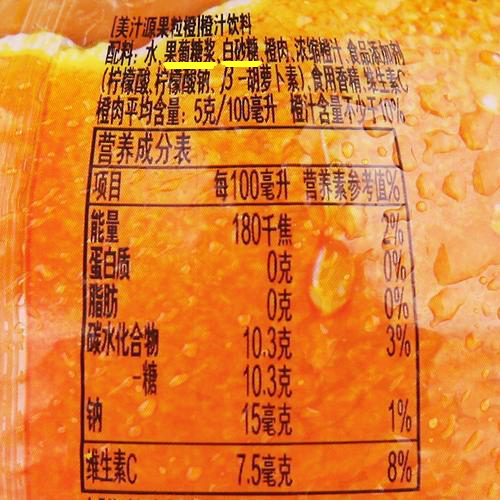 [美汁源果粒橙]橙汁饮料
配料：水、果葡糖浆、白砂糖、橙肉、浓缩橙汁、食品添加剂
(柠檬酸、柠檬酸钠、β-胡萝卜素)、食用香精、维生素C
橙肉平均含量：5克/100毫升 橙汁含量不少于10%
营养成分表
项目 每100毫升 营养素参考值%
能量 180千焦 2%
蛋白质 0克 0%
脂肪 0克 0%
碳水化合物 10.3克 3%
-糖 10.3克
钠 15毫克 1%
维生素C 7.5毫克 8%